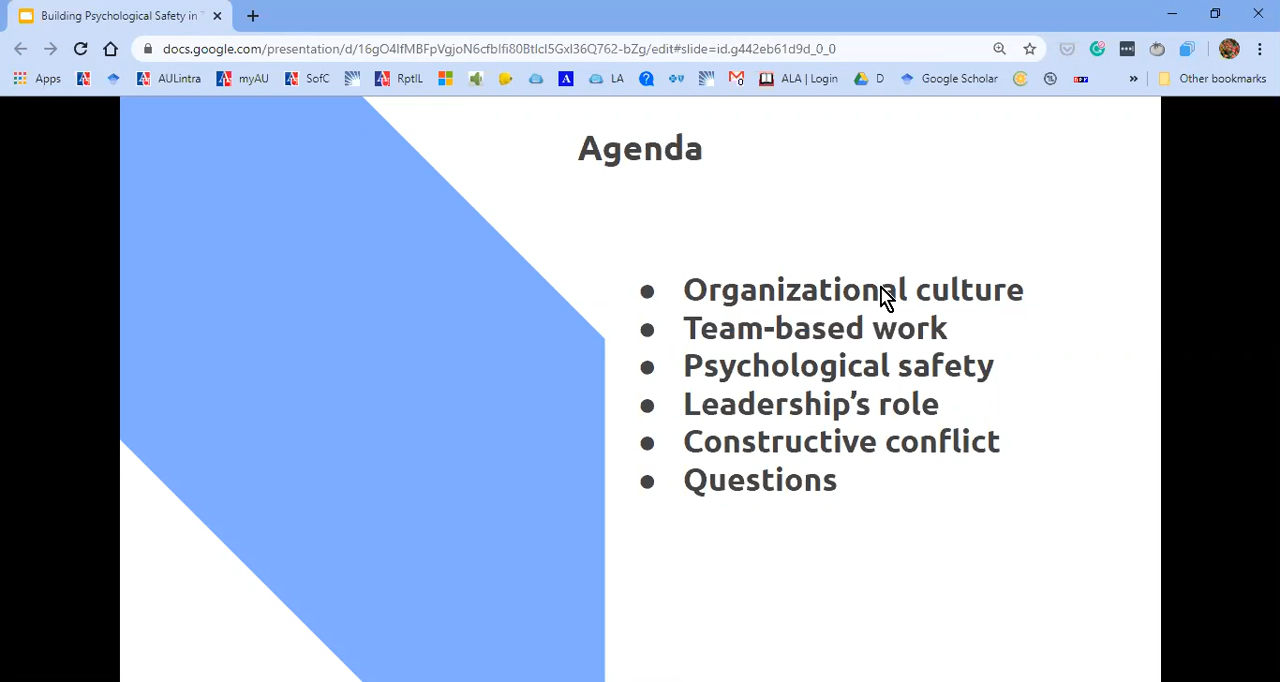 Building Psychological Safety in
docs.google.com/presentation/d/16gO4lfMBFpVgjoN6cfblfi80BtlcI5GxI36Q762-bZg/edit#slide=id.g442eb61d9d_0_0
Apps AULintra myAU SofC RptIL LA ALA | Login D Google Scholar » Other bookmarks
Agenda
● Organizational culture
● Team-based work
● Psychological safety
● Leadership's role
● Constructive conflict
● Questions